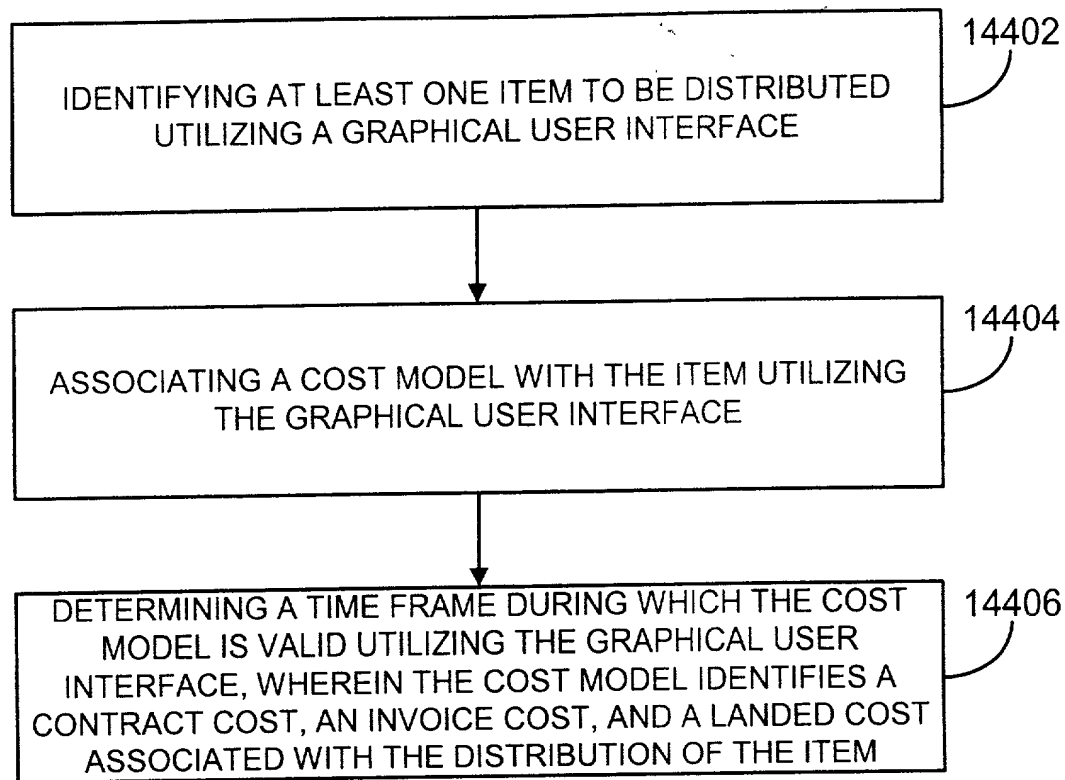 14402
IDENTIFYING AT LEAST ONE ITEM TO BE DISTRIBUTED
UTILIZING A GRAPHICAL USER INTERFACE
14404
ASSOCIATING A COST MODEL WITH THE ITEM UTILIZING
THE GRAPHICAL USER INTERFACE
14406
DETERMINING A TIME FRAME DURING WHICH THE COST
MODEL IS VALID UTILIZING THE GRAPHICAL USER
INTERFACE, WHEREIN THE COST MODEL IDENTIFIES A
CONTRACT COST, AN INVOICE COST, AND A LANDED COST
ASSOCIATED WITH THE DISTRIBUTION OF THE ITEM